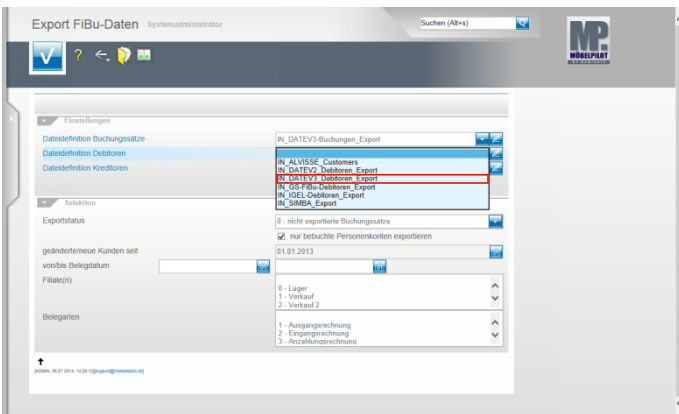 Export FiBu-Daten Systemadministrator
Suchen (Alt+s)
MP.
MÖBELPILOT
Einstellungen
Dateidefinition Buchungssätze
IN_DATEV3-Buchungen_Export
Dateidefinition Debitoren
Dateidefinition Kreditoren
IN_ALVISSE_Customers
IN_DATEV2_Debitoren_Export
IN_DATEV3_Debitoren_Export
IN_GS-FiBu-Debitoren_Export
IN_IGEL-Debitoren_Export
IN_SIMBA_Export
Selektion
Exportstatus
0 - nicht exportierte Buchungssätze
nur bebuchte Personenkonten exportieren
geänderte/neue Kunden seit
01.01.2013
von/bis Belegdatum
Filiale(n)
0 - Lager
1 - Verkauf
2 - Verkauf 2
Belegarten
1 - Ausgangsrechnung
2 - Eingangsrechnung
3 - Anzahlungsrechnung